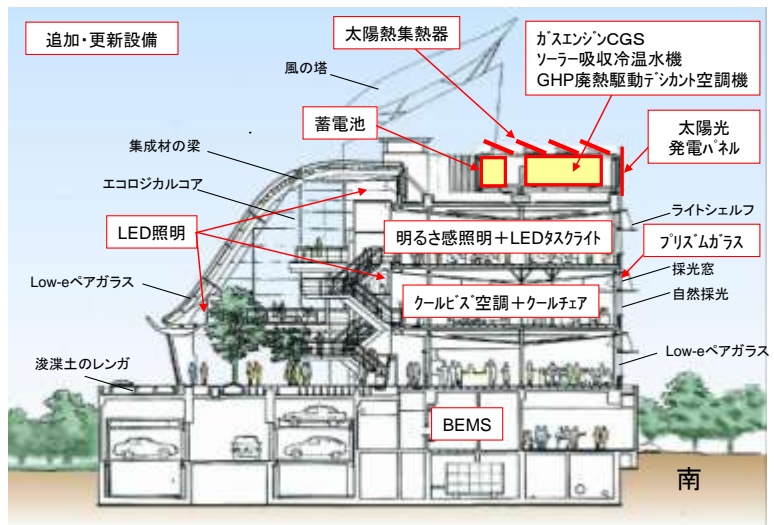 追加・更新設備
太陽熱集熱器
ｶﾞｽｴﾝｼﾞﾝCGS
ソーラー吸収冷温水機
GHP廃熱駆動ﾃﾞｼｶﾝﾄ空調機
風の塔
蓄電池
太陽光
発電ﾊﾟﾈﾙ
集成材の梁
エコロジカルコア
LED照明
明るさ感照明＋LEDﾀｽｸﾗｲﾄ
ライトシェルフ
ﾌﾟﾘｽﾞﾑｶﾞﾗｽ
採光窓
Low-eペアガラス
クールﾋﾞｽﾞ空調＋クールチェア
自然採光
浚渫土のレンガ
Low-eペアガラス
BEMS
南